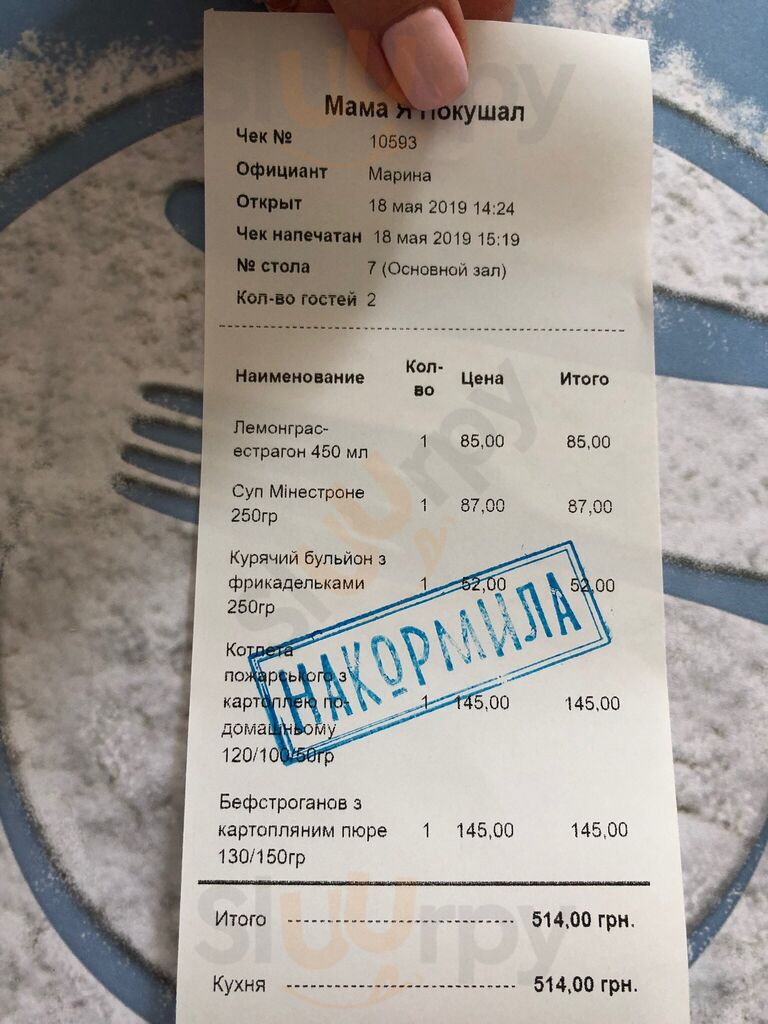 Мама Я Покушал
Чек № 10593
Официант Марина
Открыт 18 мая 2019 14:24
Чек напечатан 18 мая 2019 15:19
№ стола 7 (Основной зал)
Кол-во гостей 2
Наименование Кол-во Цена Итого
Лемонграс-
естрагон 450 мл 1 85,00 85,00
Суп Мінестроне
250гр 1 87,00 87,00
Курячий бульйон з
фрикадельками 1 52,00 52,00
250гр
Котлета
пожарського з
картоплею по- 1 145,00 145,00
домашньому
120/100/50гр
НАКОРМИЛА
Бефстроганов з
картопляним пюре 1 145,00 145,00
130/150гр
Итого 514,00 грн.
Кухня 514,00 грн.
Sluurpy
Sluurpy
Sluurpy